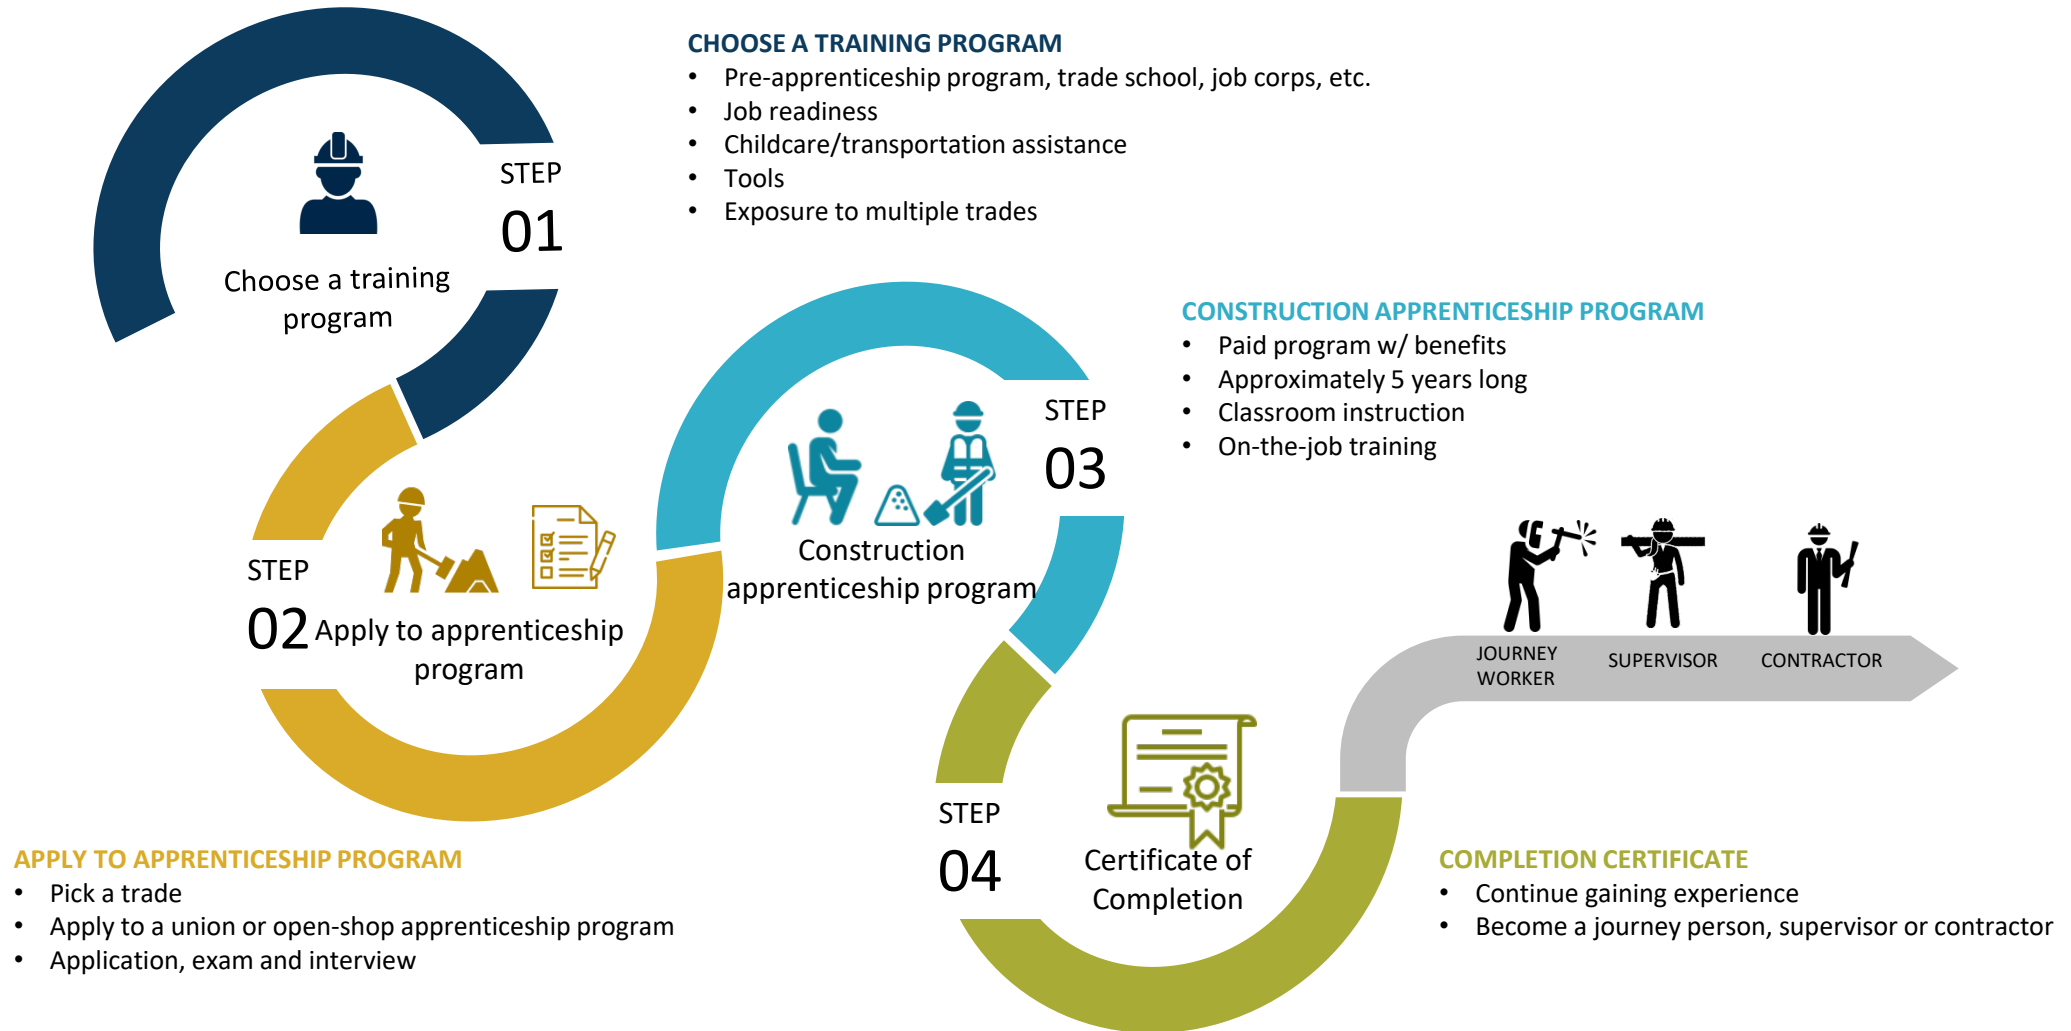 CHOOSE A TRAINING PROGRAM
• Pre-apprenticeship program, trade school, job corps, etc.
• Job readiness
• Childcare/transportation assistance
• Tools
• Exposure to multiple trades
STEP
01
Choose a training
program
CONSTRUCTION APPRENTICESHIP PROGRAM
• Paid program w/ benefits
• Approximately 5 years long
• Classroom instruction
• On-the-job training
STEP
03
Construction
apprenticeship program
STEP
02
Apply to apprenticeship
program
JOURNEY
WORKER
SUPERVISOR
CONTRACTOR
STEP
04
Certificate of
Completion
APPLY TO APPRENTICESHIP PROGRAM
• Pick a trade
• Apply to a union or open-shop apprenticeship program
• Application, exam and interview
COMPLETION CERTIFICATE
• Continue gaining experience
• Become a journey person, supervisor or contractor